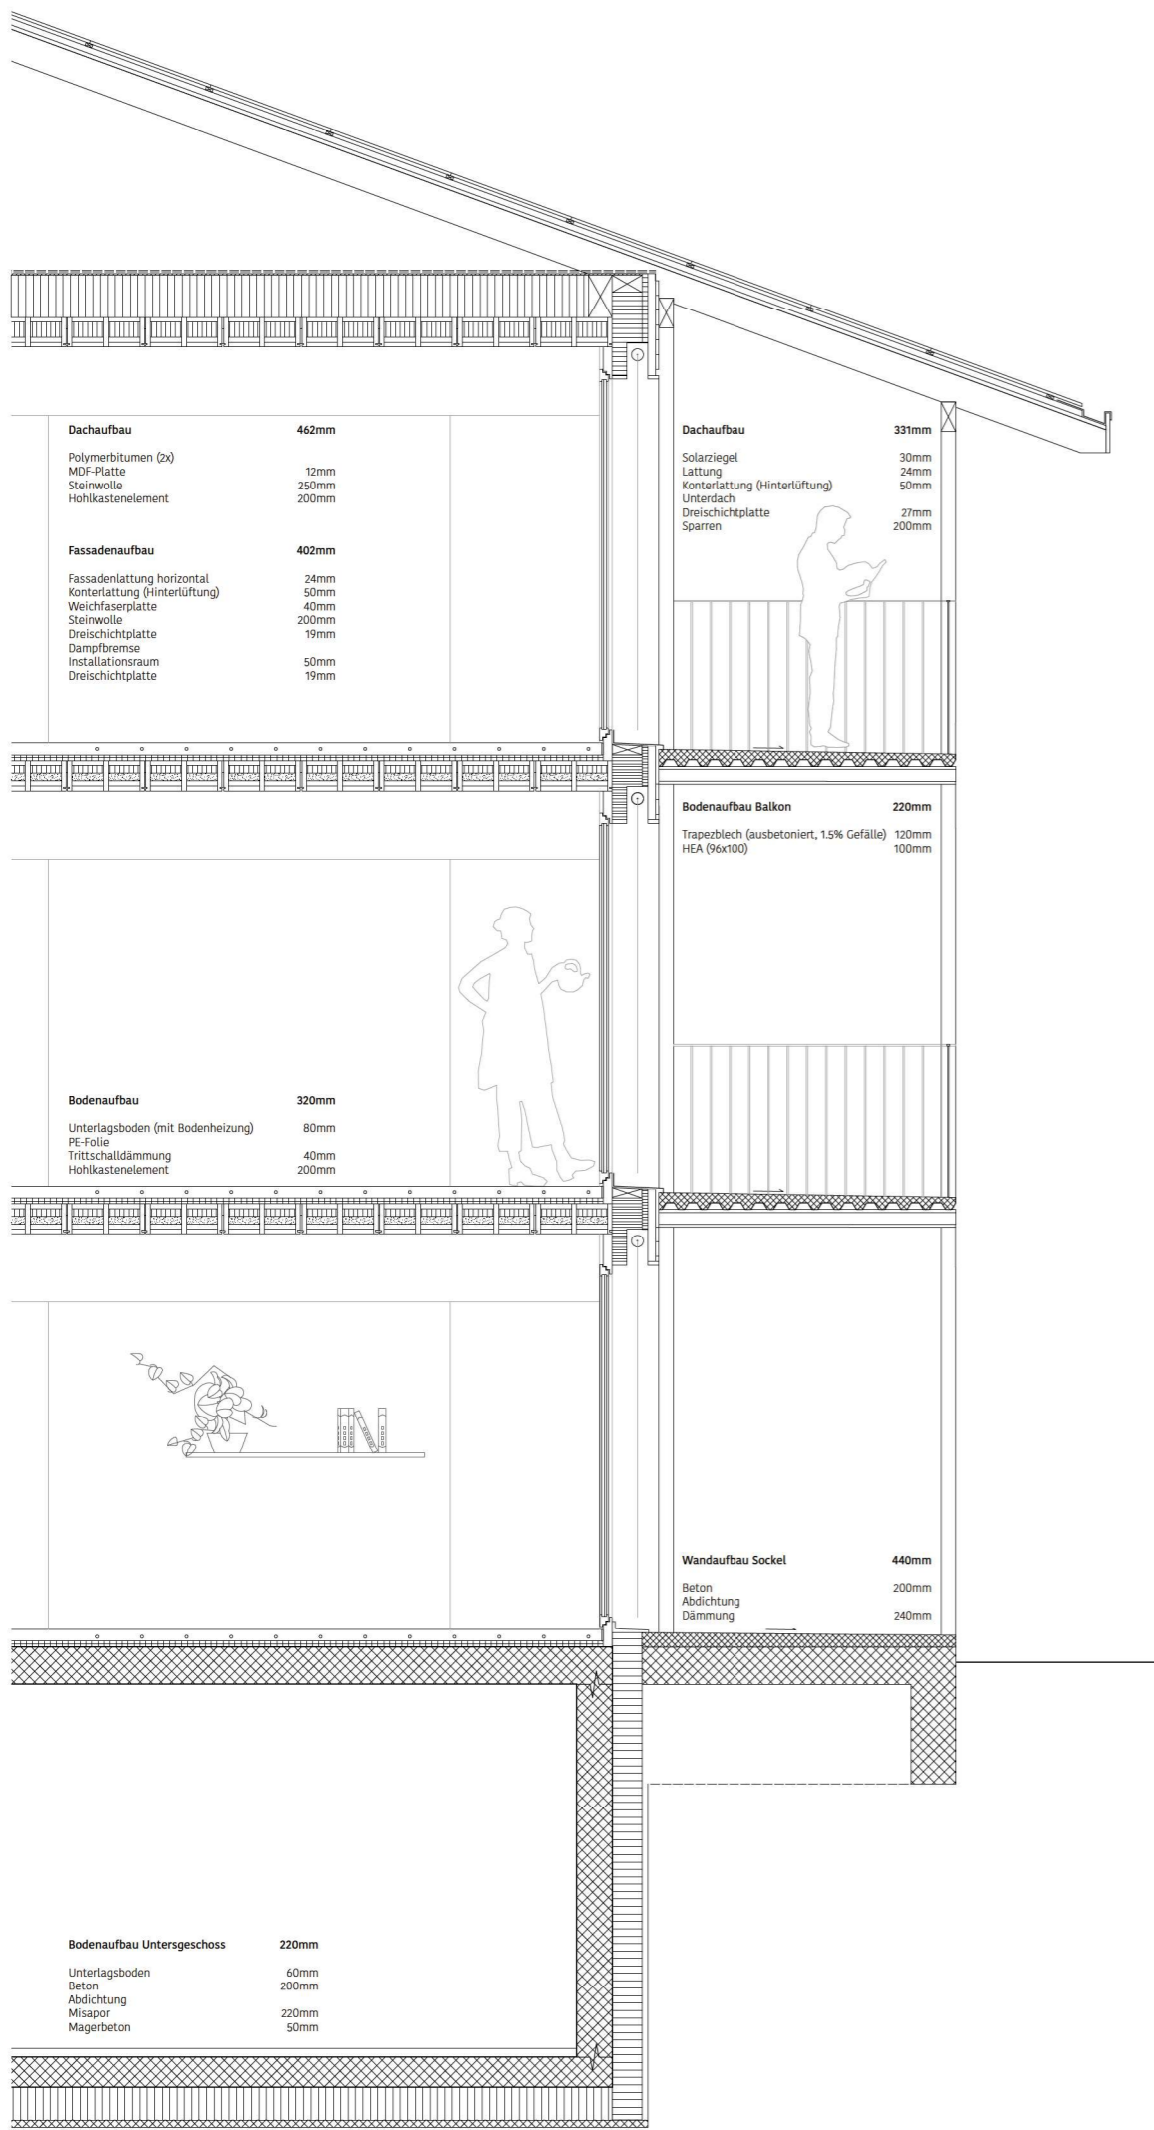 Dachaufbau 462mm
Polymerbitumen (2x)
MDF-Platte 12mm
Steinwolle 250mm
Hohlkastenelement 200mm
Fassadenaufbau 402mm
Fassadenlattung horizontal 24mm
Konterlattung (Hinterlüftung) 50mm
Weichfaserplatte 40mm
Steinwolle 200mm
Dreischichtplatte 19mm
Dampfbremse
Installationsraum 50mm
Dreischichtplatte 19mm
Dachaufbau 331mm
Solarziegel 30mm
Lattung 24mm
Konterlattung (Hinterlüftung) 50mm
Unterdach
Dreischichtplatte 27mm
Sparren 200mm
Bodenaufbau Balkon 220mm
Trapezblech (ausbetoniert, 1.5% Gefälle) 120mm
HEA (96x100) 100mm
Bodenaufbau 320mm
Unterlagsboden (mit Bodenheizung) 80mm
PE-Folie
Trittschalldämmung 40mm
Hohlkastenelement 200mm
Wandaufbau Sockel 440mm
Beton 200mm
Abdichtung
Dämmung 240mm
Bodenaufbau Untersgeschoss 220mm
Unterlagsboden 60mm
Beton 200mm
Abdichtung
Misapor 220mm
Magerbeton 50mm